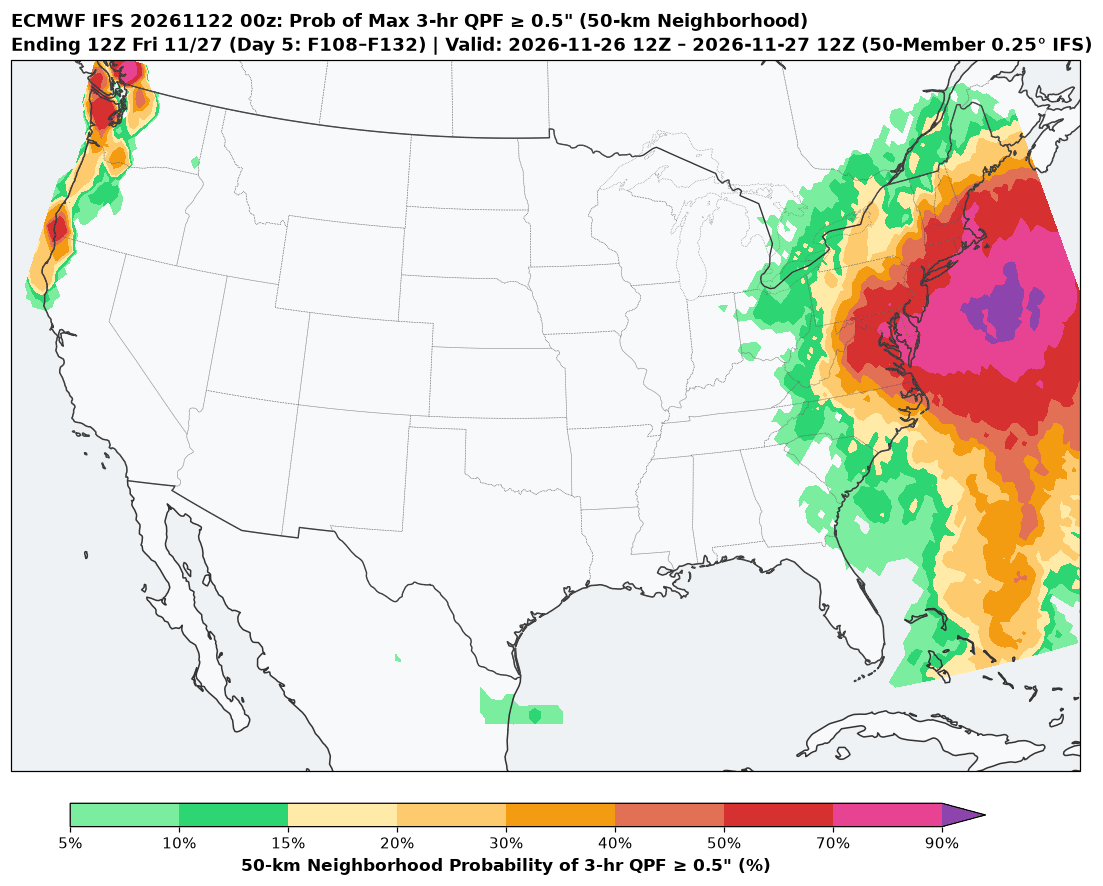 ECMWF IFS 20261122 00z: Prob of Max 3-hr QPF ≥ 0.5" (50-km Neighborhood)
Ending 12Z Fri 11/27 (Day 5: F108–F132) | Valid: 2026-11-26 12Z – 2026-11-27 12Z (50-Member 0.25° IFS)
5% 10% 15% 20% 30% 40% 50% 70% 90%
50-km Neighborhood Probability of 3-hr QPF ≥ 0.5" (%)